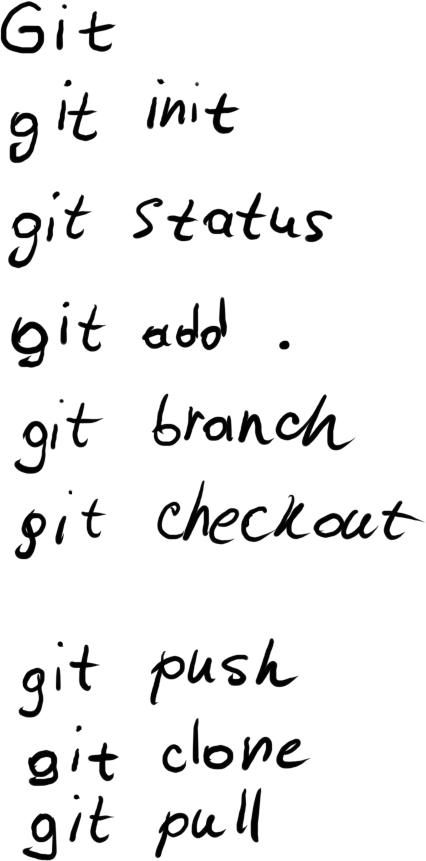 Git
git init
git status
git add .
git branch
git checkout
git push
git clone
git pull